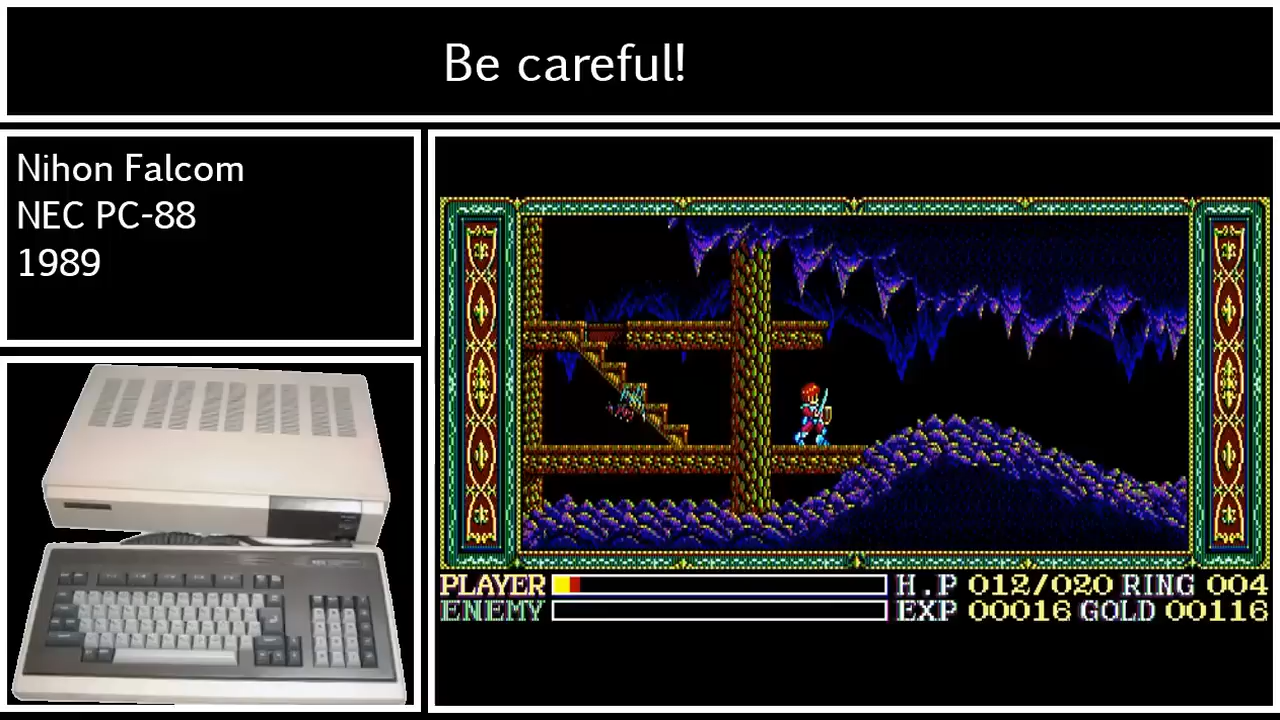 Be careful!
Nihon Falcom
NEC PC-88
1989
PLAYER H.P 012/020 RING 004
ENEMY EXP 00016 GOLD 00116